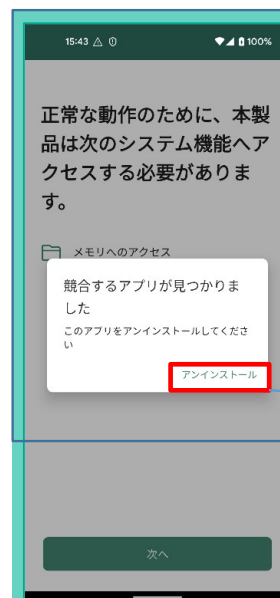 15:43
100%
正常な動作のために、本製
品は次のシステム機能へア
クセスする必要がありま
す。
メモリへのアクセス
競合するアプリが見つかりま
した
このアプリをアンインストールしてくださ
い
アンインストール
次へ